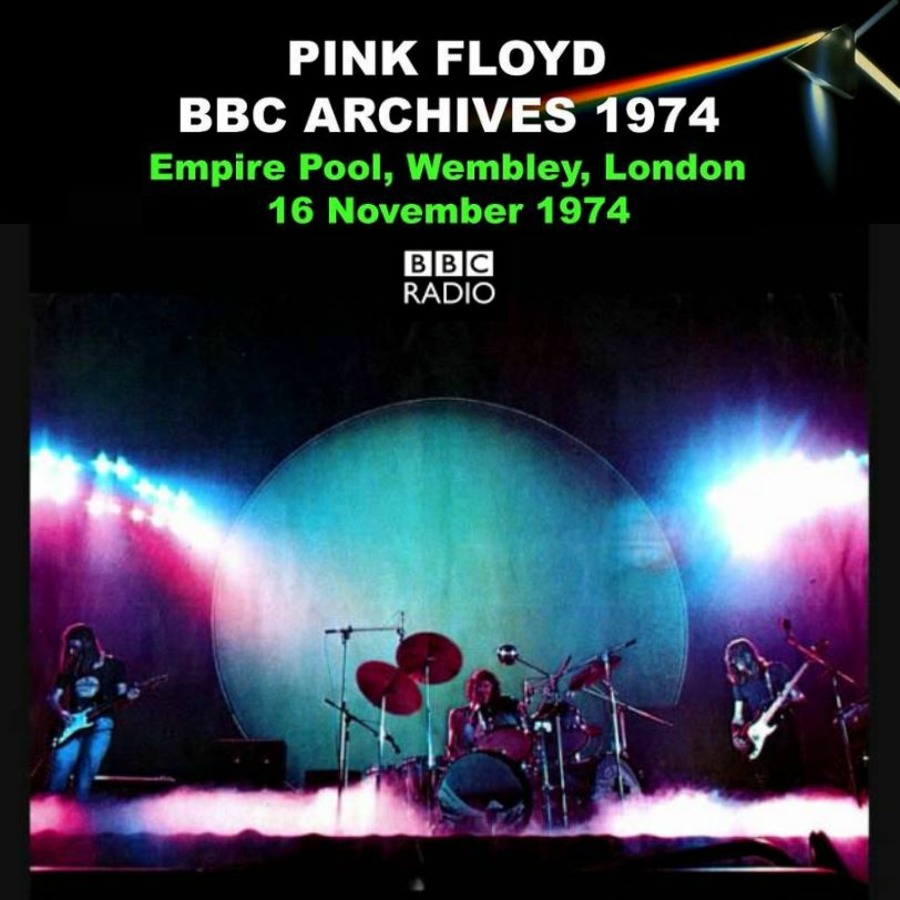 PINK FLOYD
BBC ARCHIVES 1974
Empire Pool, Wembley, London
16 November 1974
BBC
RADIO